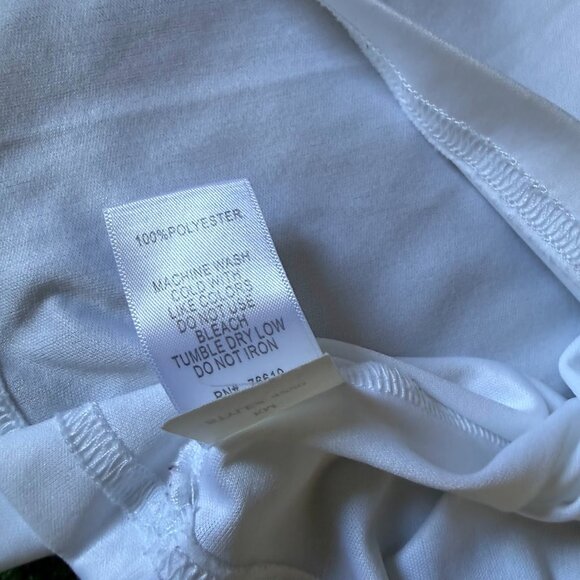 100%POLYESTER
MACHINE WASH
COLD WITH
LIKE COLORS
DO NOT USE
BLEACH
TUMBLE DRY LOW
DO NOT IRON
RN# 76619